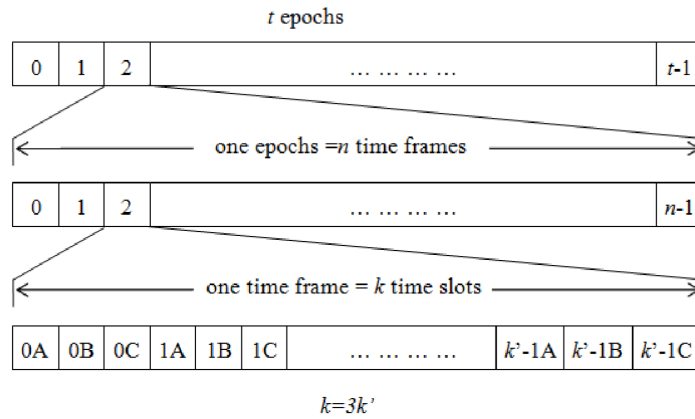 t epochs
0 1 2 … … … … t-1
one epochs =n time frames
0 1 2 … … … … n-1
one time frame = k time slots
0A 0B 0C 1A 1B 1C … … … … k’-1A k’-1B k’-1C
k=3k’